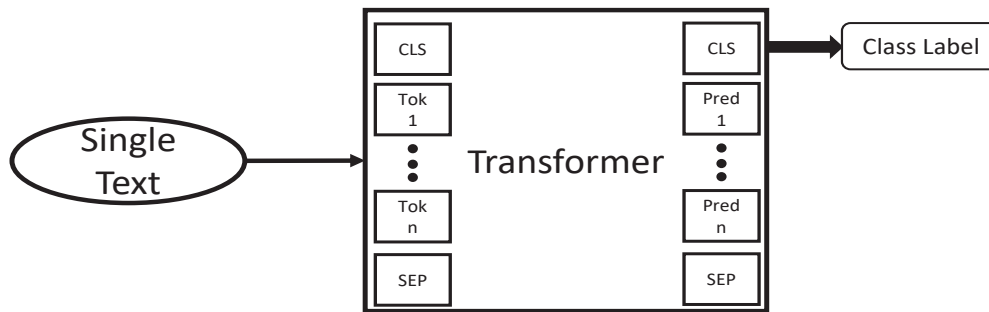 Single
Text
CLS
Tok
1
Tok
n
SEP
Transformer
CLS
Pred
1
Pred
n
SEP
Class Label